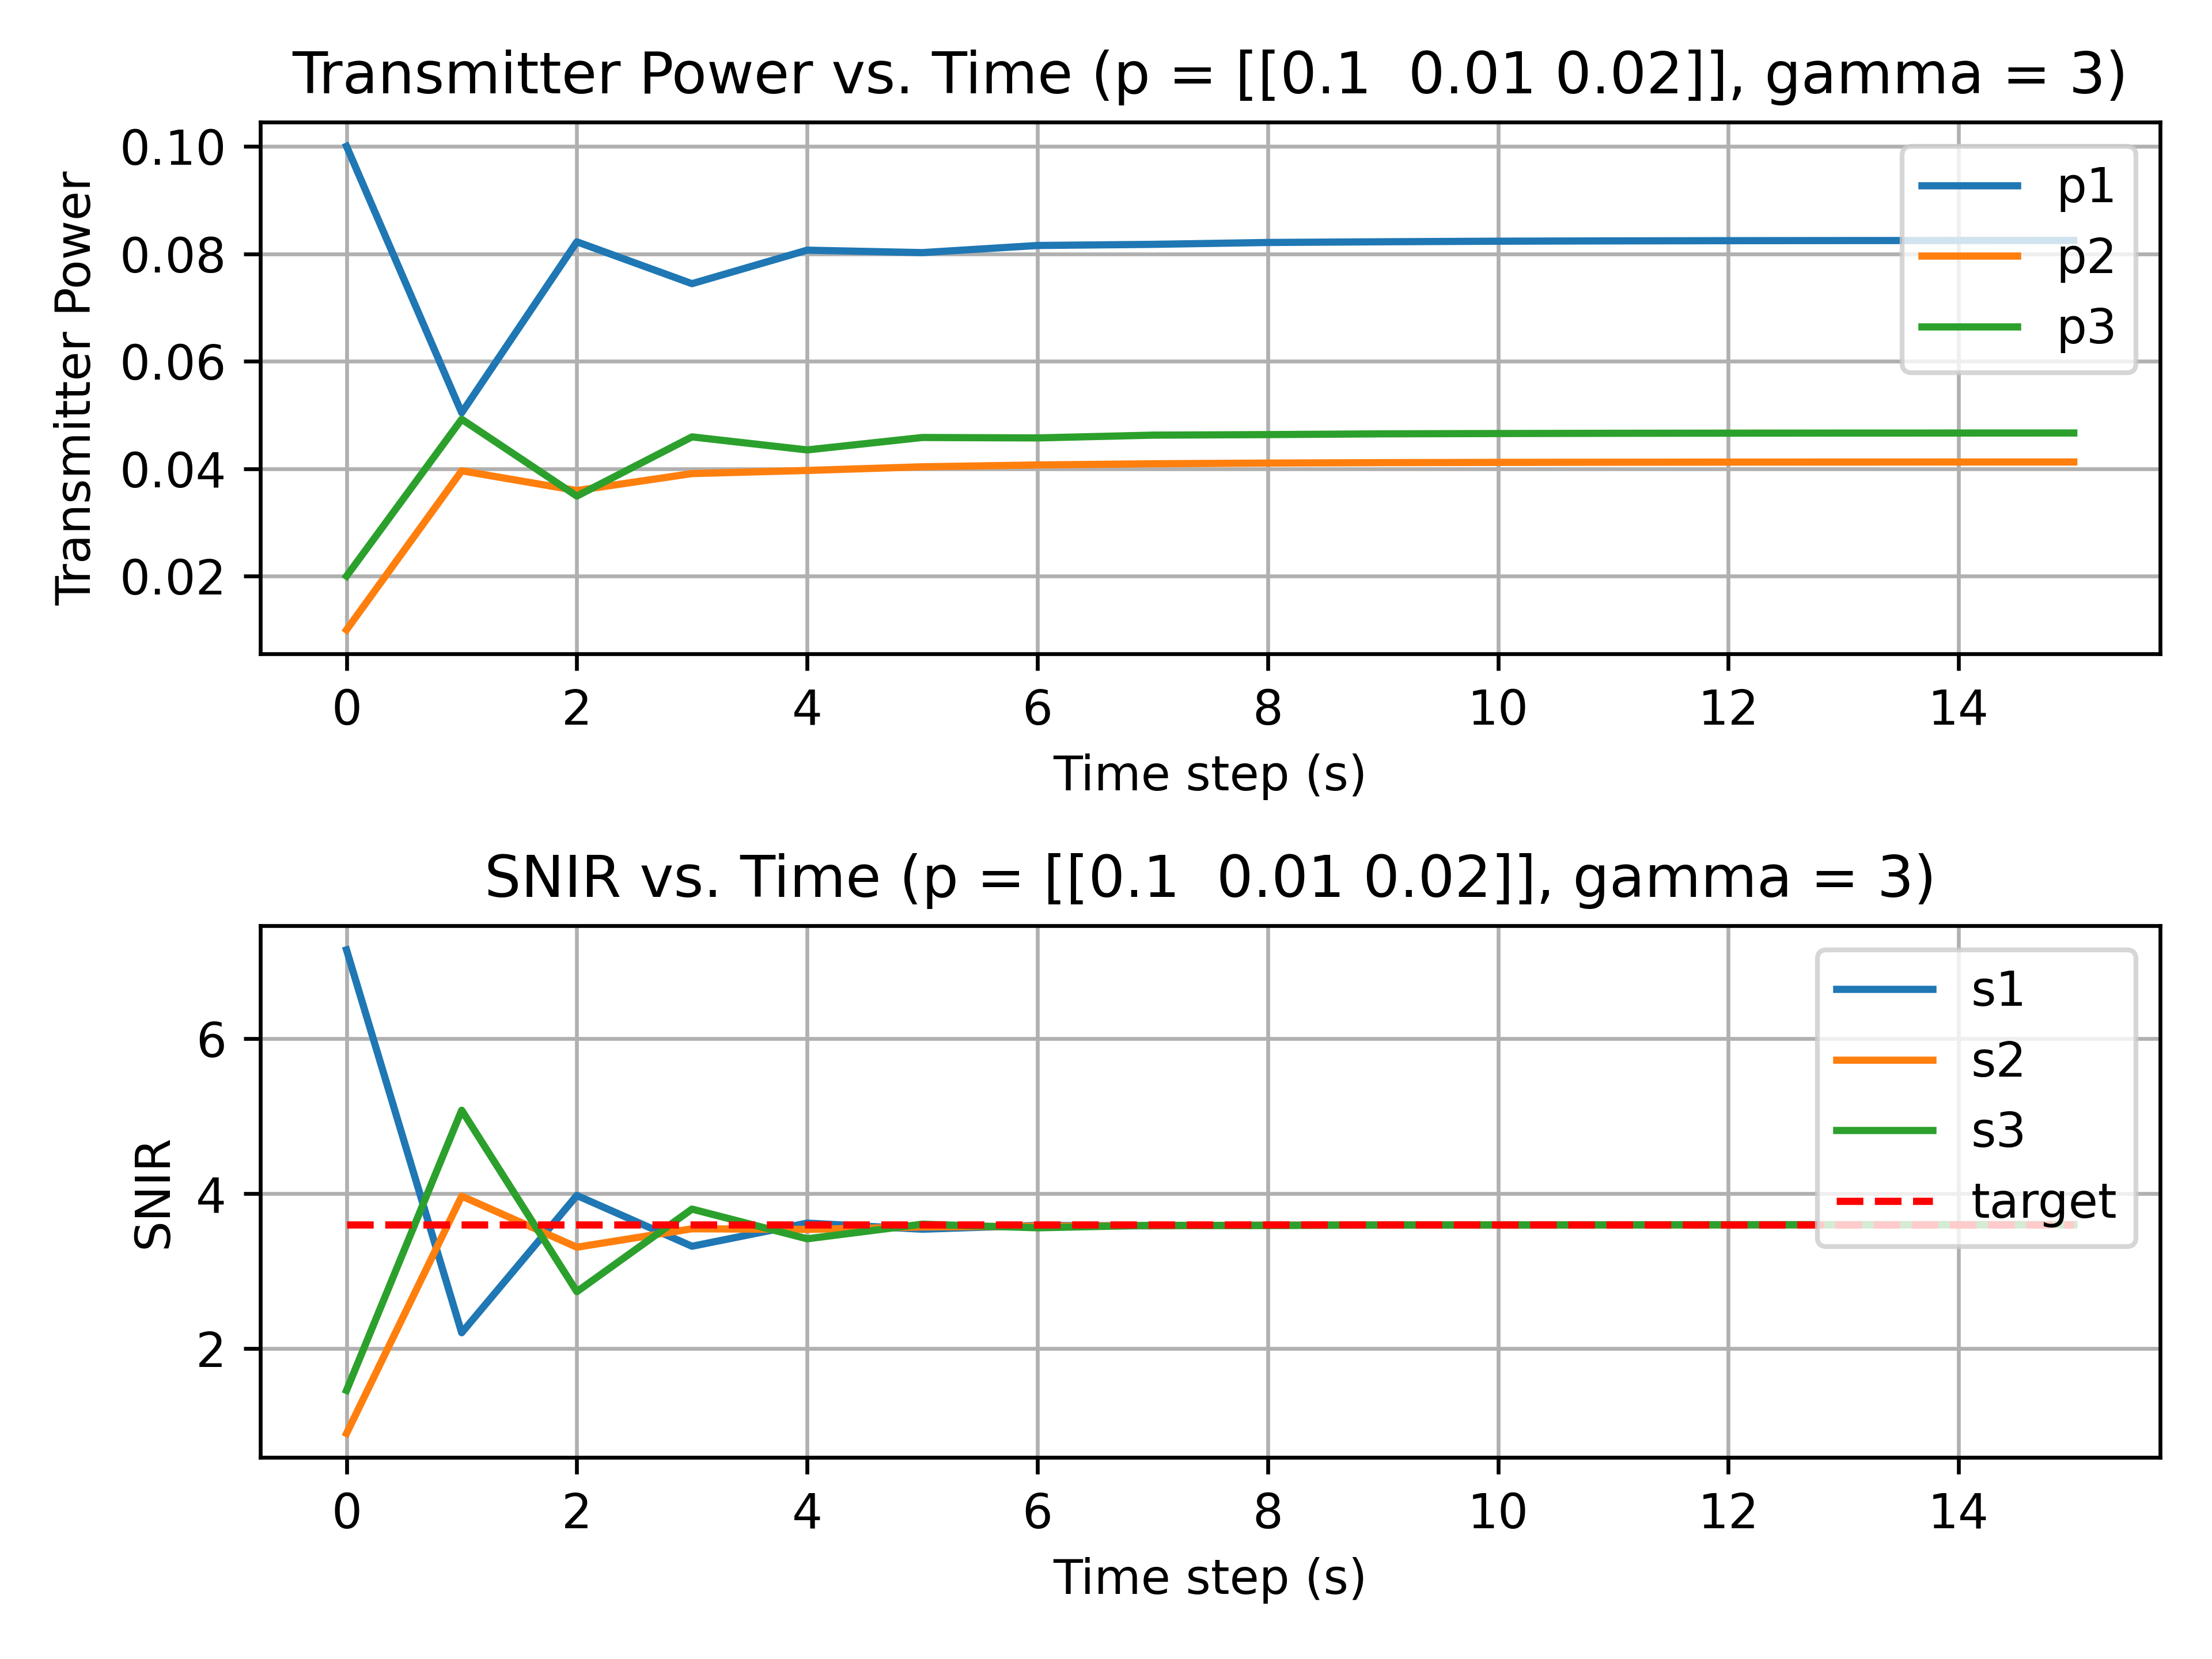 Transmitter Power vs. Time (p = [[0.1  0.01 0.02]], gamma = 3)
Transmitter Power
0.10
0.08
0.06
0.04
0.02
p1
p2
p3
0 2 4 6 8 10 12 14
Time step (s)
SNIR vs. Time (p = [[0.1  0.01 0.02]], gamma = 3)
SNIR
6
4
2
s1
s2
s3
target
0 2 4 6 8 10 12 14
Time step (s)